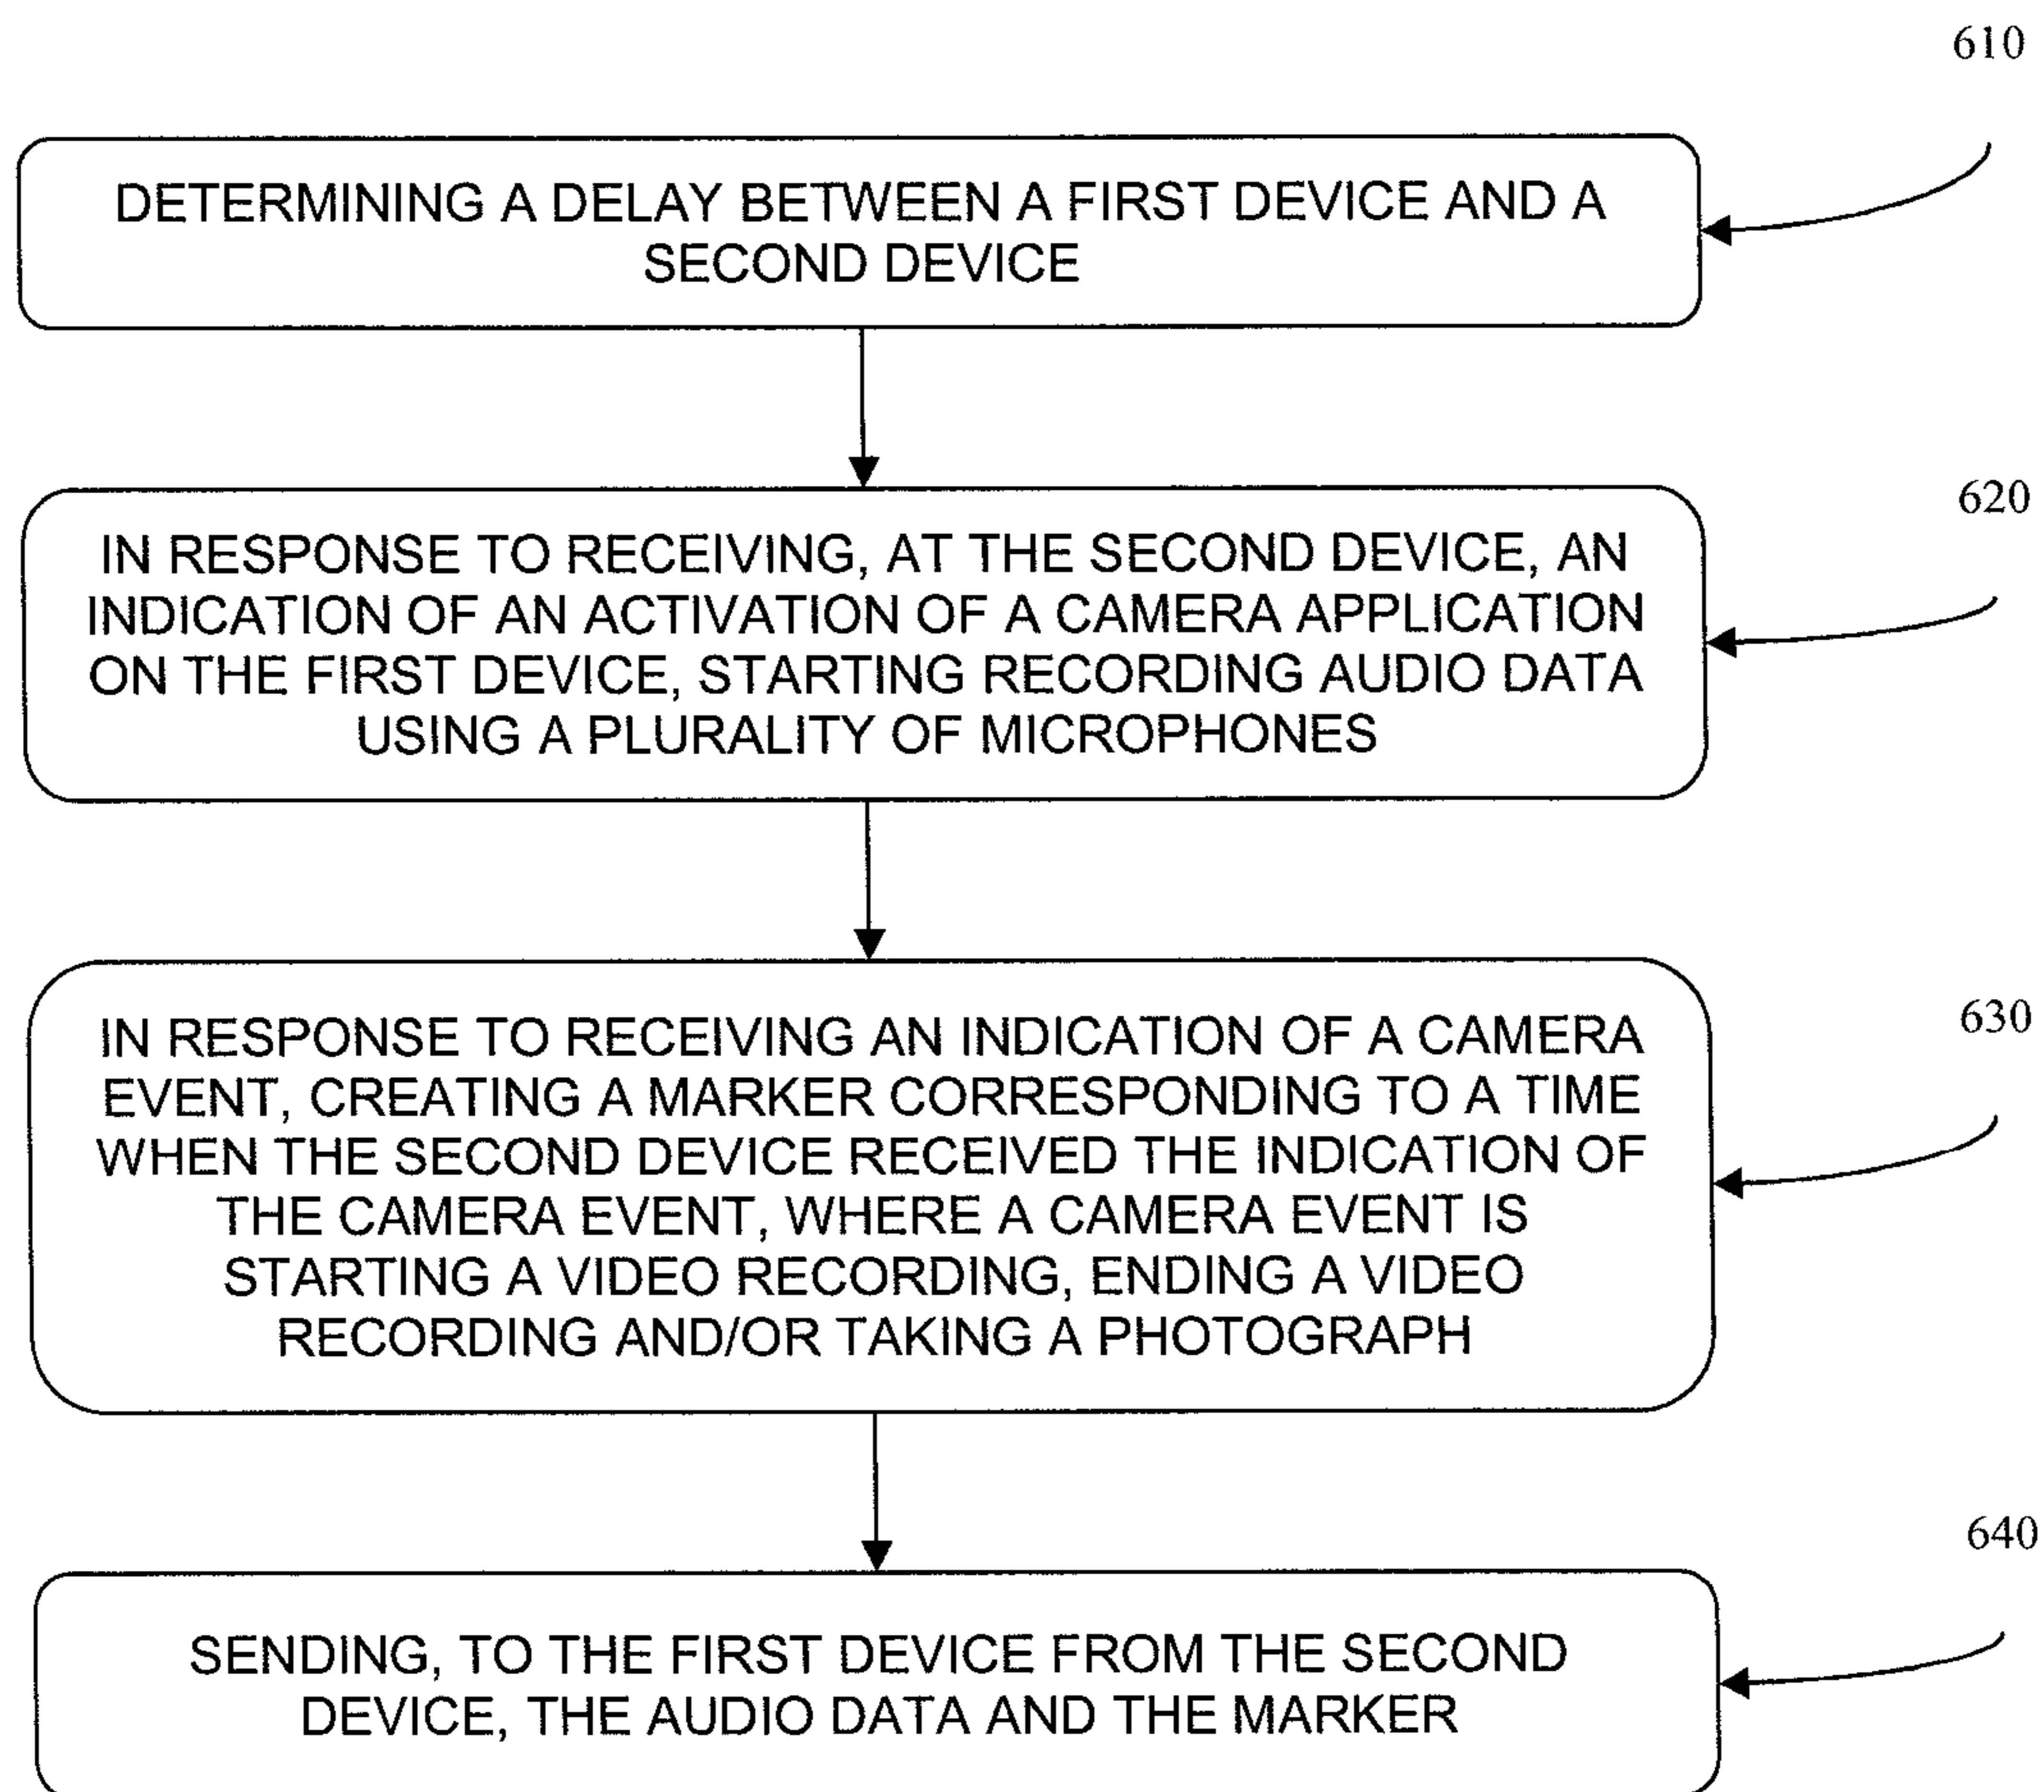 610
DETERMINING A DELAY BETWEEN A FIRST DEVICE AND A
SECOND DEVICE
620
IN RESPONSE TO RECEIVING, AT THE SECOND DEVICE, AN
INDICATION OF AN ACTIVATION OF A CAMERA APPLICATION
ON THE FIRST DEVICE, STARTING RECORDING AUDIO DATA
USING A PLURALITY OF MICROPHONES
630
IN RESPONSE TO RECEIVING AN INDICATION OF A CAMERA
EVENT, CREATING A MARKER CORRESPONDING TO A TIME
WHEN THE SECOND DEVICE RECEIVED THE INDICATION OF
THE CAMERA EVENT, WHERE A CAMERA EVENT IS
STARTING A VIDEO RECORDING, ENDING A VIDEO
RECORDING AND/OR TAKING A PHOTOGRAPH
640
SENDING, TO THE FIRST DEVICE FROM THE SECOND
DEVICE, THE AUDIO DATA AND THE MARKER